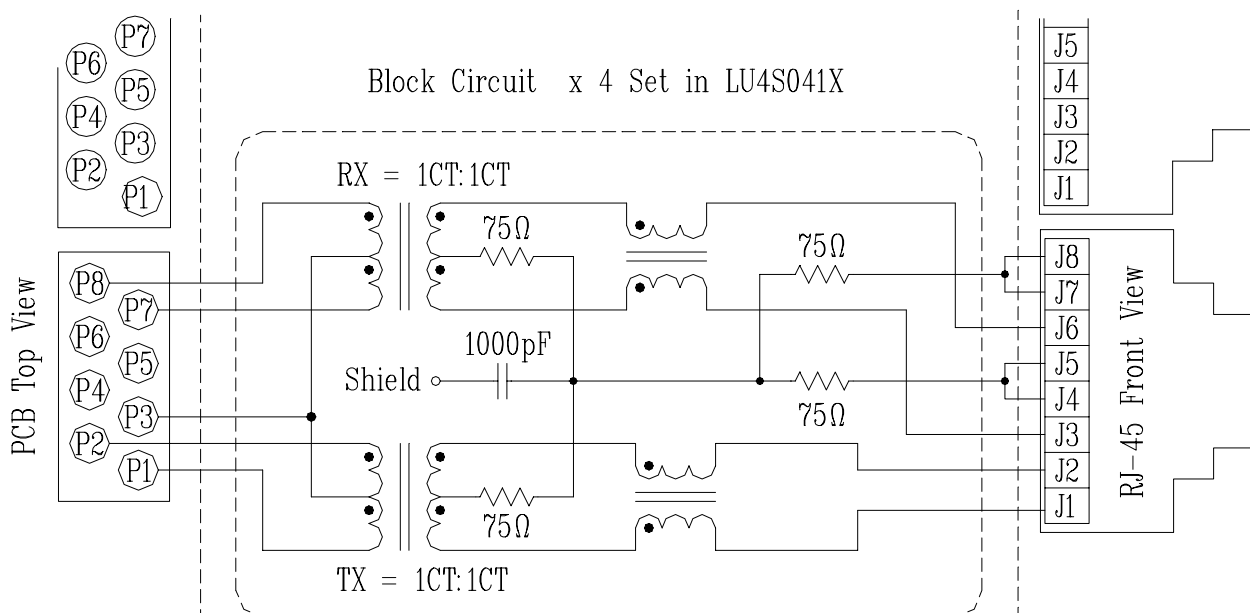 P7
P6
P5
P4
P3
P2
P1
Block Circuit x 4 Set in LU4S041X
J5
J4
J3
J2
J1
PCB Top View
P8
P7
P6
P5
P4
P3
P2
P1
RX = 1CT:1CT
75Ω
75Ω
1000pF
Shield
75Ω
75Ω
TX = 1CT:1CT
J8
J7
J6
J5
J4
J3
J2
J1
RJ-45 Front View